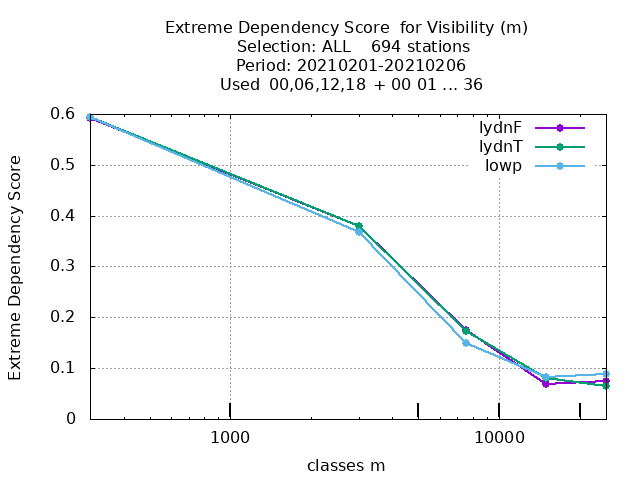 Extreme Dependency Score  for Visibility (m)
Selection: ALL    694 stations
Period: 20210201-20210206
Used  00,06,12,18  + 00 01 ... 36
lydnF
lydnT
lowp
Extreme Dependency Score
0.6
0.5
0.4
0.3
0.2
0.1
0
1000
10000
classes m